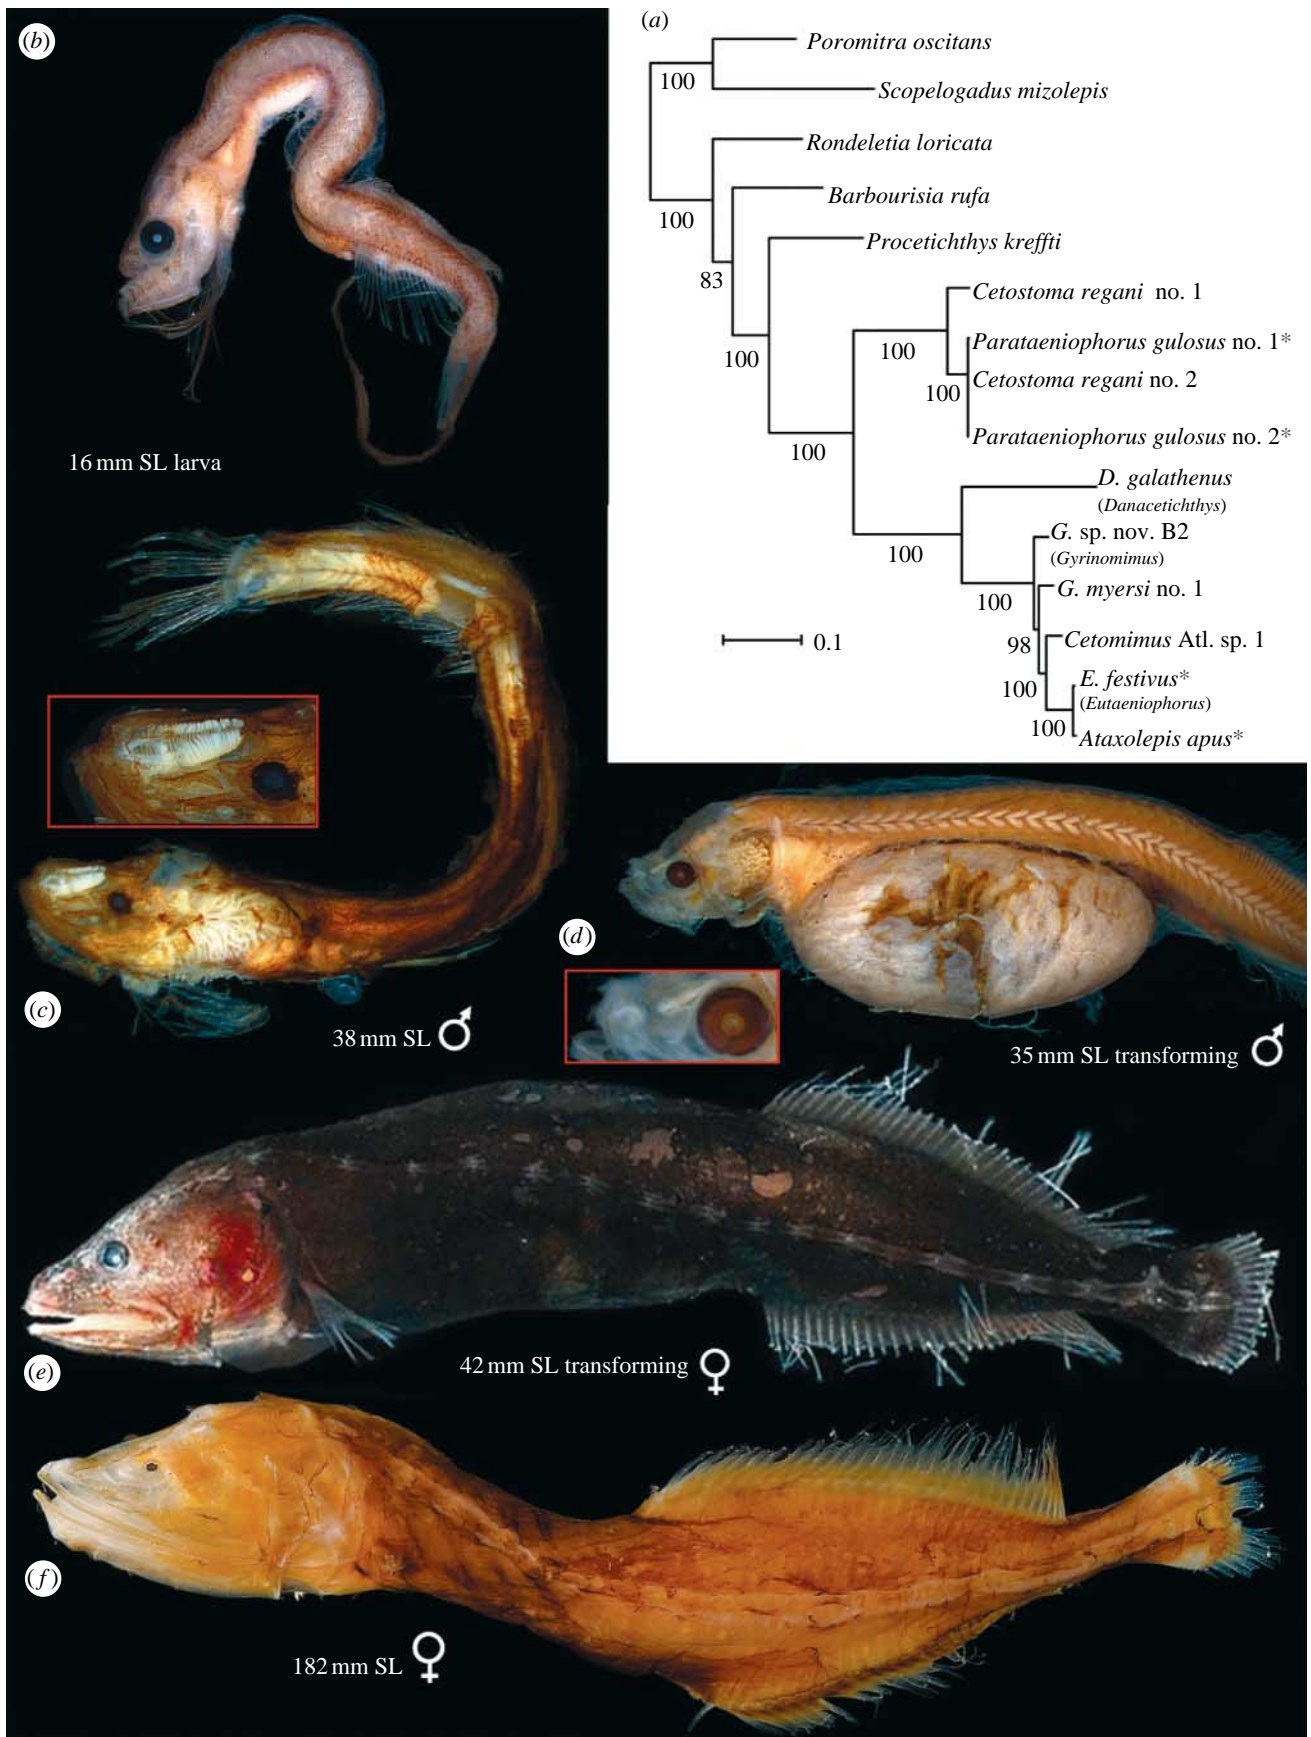 (b)
16 mm SL larva
(a)
Poromitra oscitans
100
Scopelogadus mizolepis
Rondeletia loricata
100
Barbourisia rufa
83
Procetichthys kreffti
100
Cetostoma regani no. 1
100
Parataeniophorus gulosus no. 1*
100
Cetostoma regani no. 2
Parataeniophorus gulosus no. 2*
100
D. galathenus
(Danacetichthys)
100
G. sp. nov. B2
(Gyrinomimus)
100
G. myersi no. 1
98
Cetomimus Atl. sp. 1
100
E. festivus*
(Eutaeniophorus)
100
Ataxolepis apus*
0.1
(c)
38 mm SL ♂
(d)
35 mm SL transforming ♂
(e)
42 mm SL transforming ♀
(f)
182 mm SL ♀